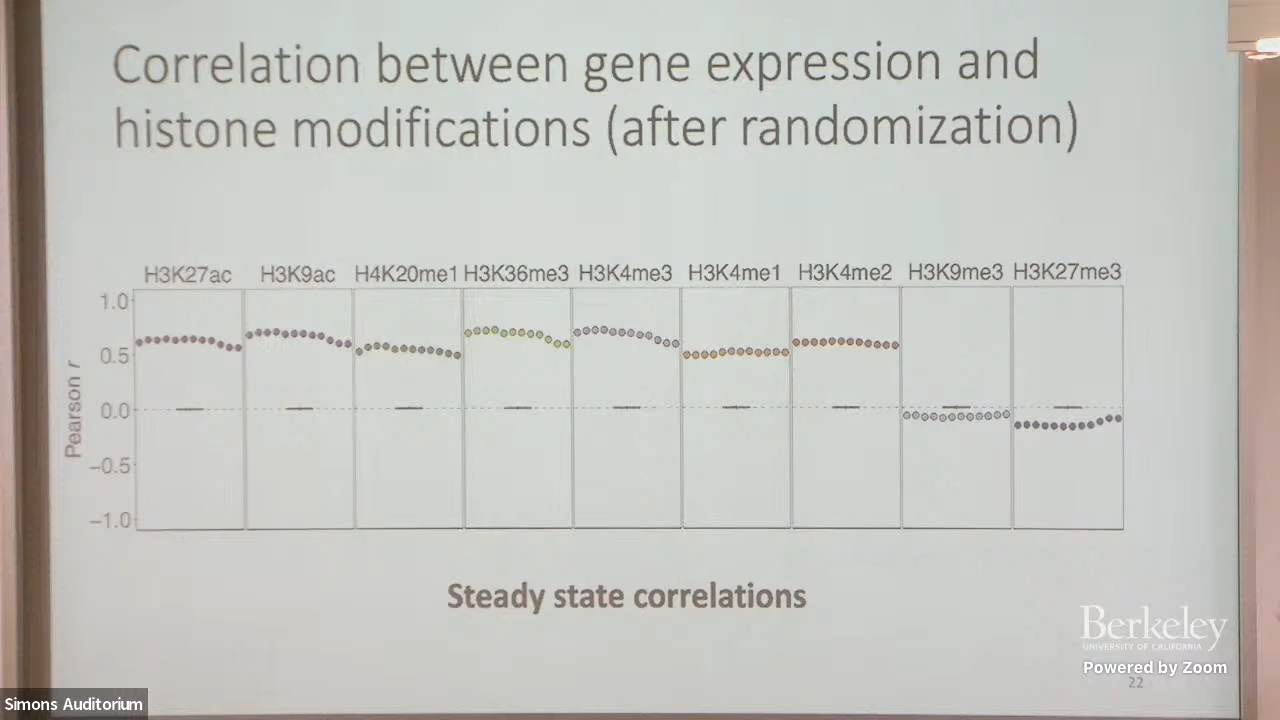 Correlation between gene expression and
histone modifications (after randomization)
H3K27ac H3K9ac H4K20me1 H3K36me3 H3K4me3 H3K4me1 H3K4me2 H3K9me3 H3K27me3
1.0
0.5
0.0
−0.5
−1.0
Pearson r
Steady state correlations
Berkeley
UNIVERSITY OF CALIFORNIA
Powered by Zoom
22
Simons Auditorium